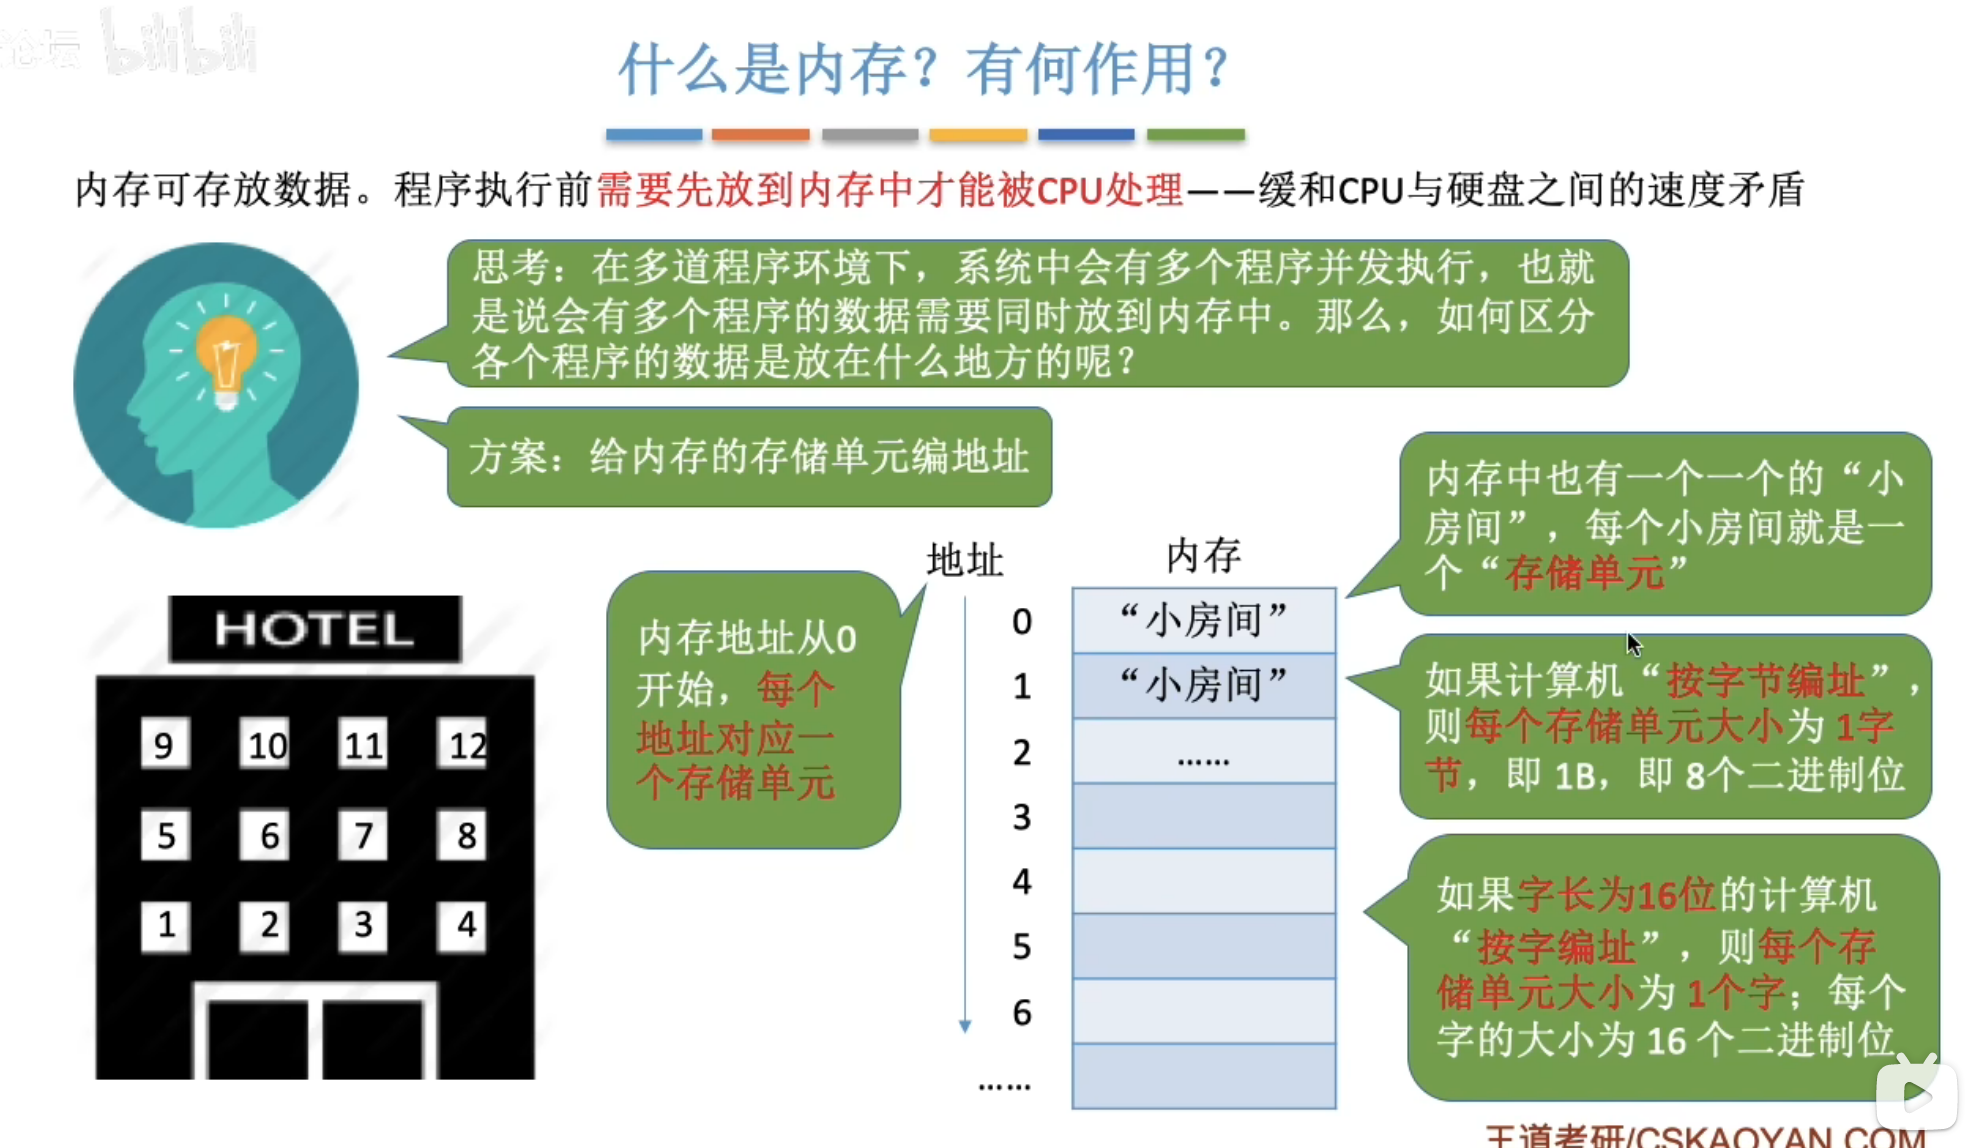 论坛 bilibili
什么是内存？有何作用？
内存可存放数据。程序执行前需要先放到内存中才能被CPU处理——缓和CPU与硬盘之间的速度矛盾
思考：在多道程序环境下，系统中会有多个程序并发执行，也就
是说会有多个程序的数据需要同时放到内存中。那么，如何区分
各个程序的数据是放在什么地方的呢？
方案：给内存的存储单元编地址
HOTEL
9 10 11 12
5 6 7 8
1 2 3 4
内存地址从0
开始，每个
地址对应一
个存储单元
地址
内存
0 “小房间”
1 “小房间”
2 ……
3
4
5
6
……
内存中也有一个一个的“小
房间”，每个小房间就是一
个“存储单元”
如果计算机“按字节编址”，
则每个存储单元大小为 1字
节，即 1B，即 8个二进制位
如果字长为16位的计算机
“按字编址”，则每个存
储单元大小为 1个字；每个
字的大小为 16 个二进制位
王道考研/CSKAOYAN.COM